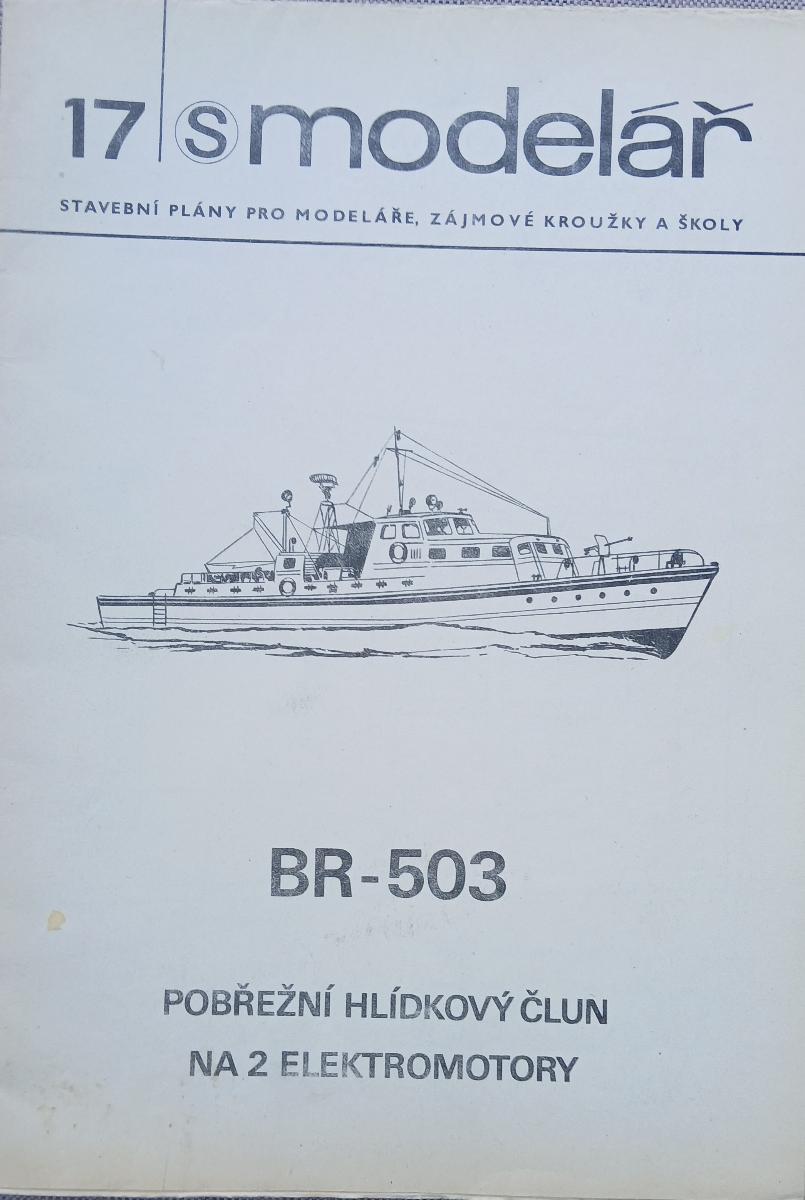 17 s modelář
STAVEBNÍ PLÁNY PRO MODELÁŘE, ZÁJMOVÉ KROUŽKY A ŠKOLY
BR-503
POBŘEŽNÍ HLÍDKOVÝ ČLUN
NA 2 ELEKTROMOTORY